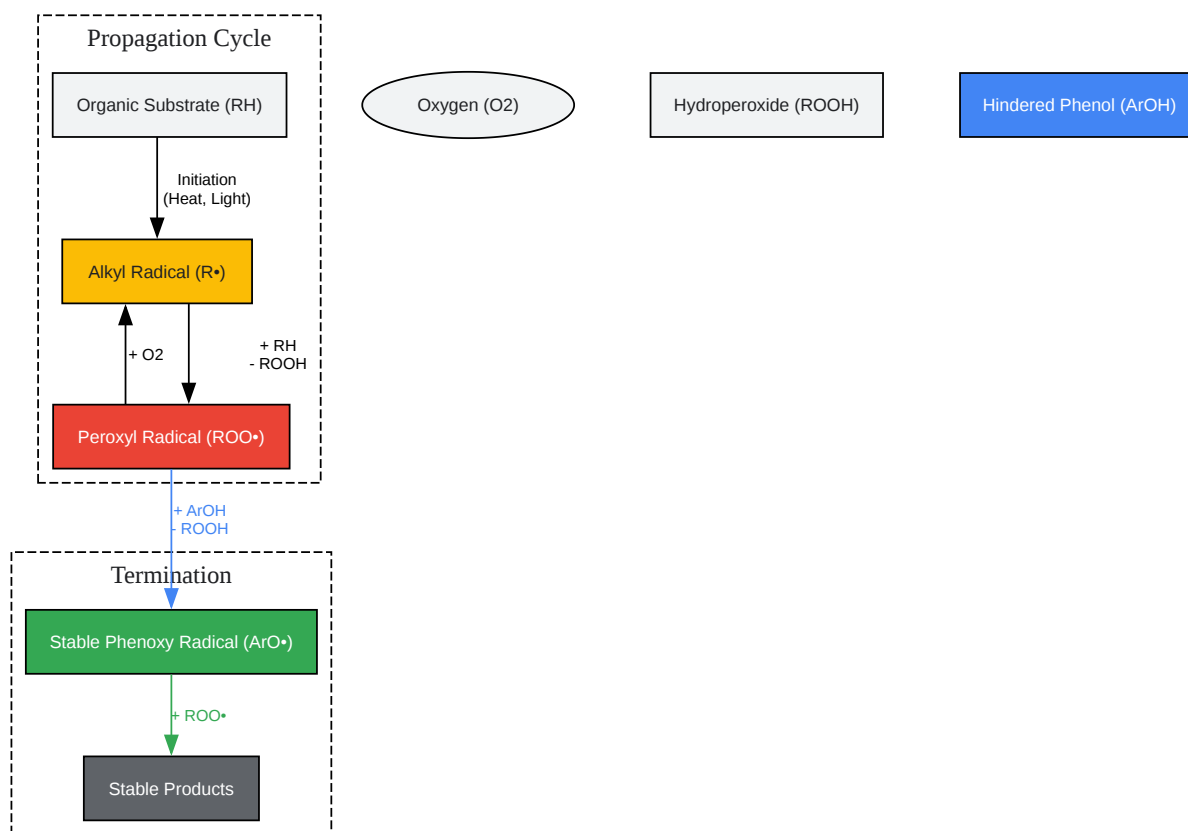 Propagation Cycle
Organic Substrate (RH)
Oxygen (O2)
Hydroperoxide (ROOH)
Hindered Phenol (ArOH)
Initiation
(Heat, Light)
Alkyl Radical (R•)
+ O2
+ RH
- ROOH
Peroxyl Radical (ROO•)
+ ArOH
- ROOH
Termination
Stable Phenoxy Radical (ArO•)
+ ROO•
Stable Products